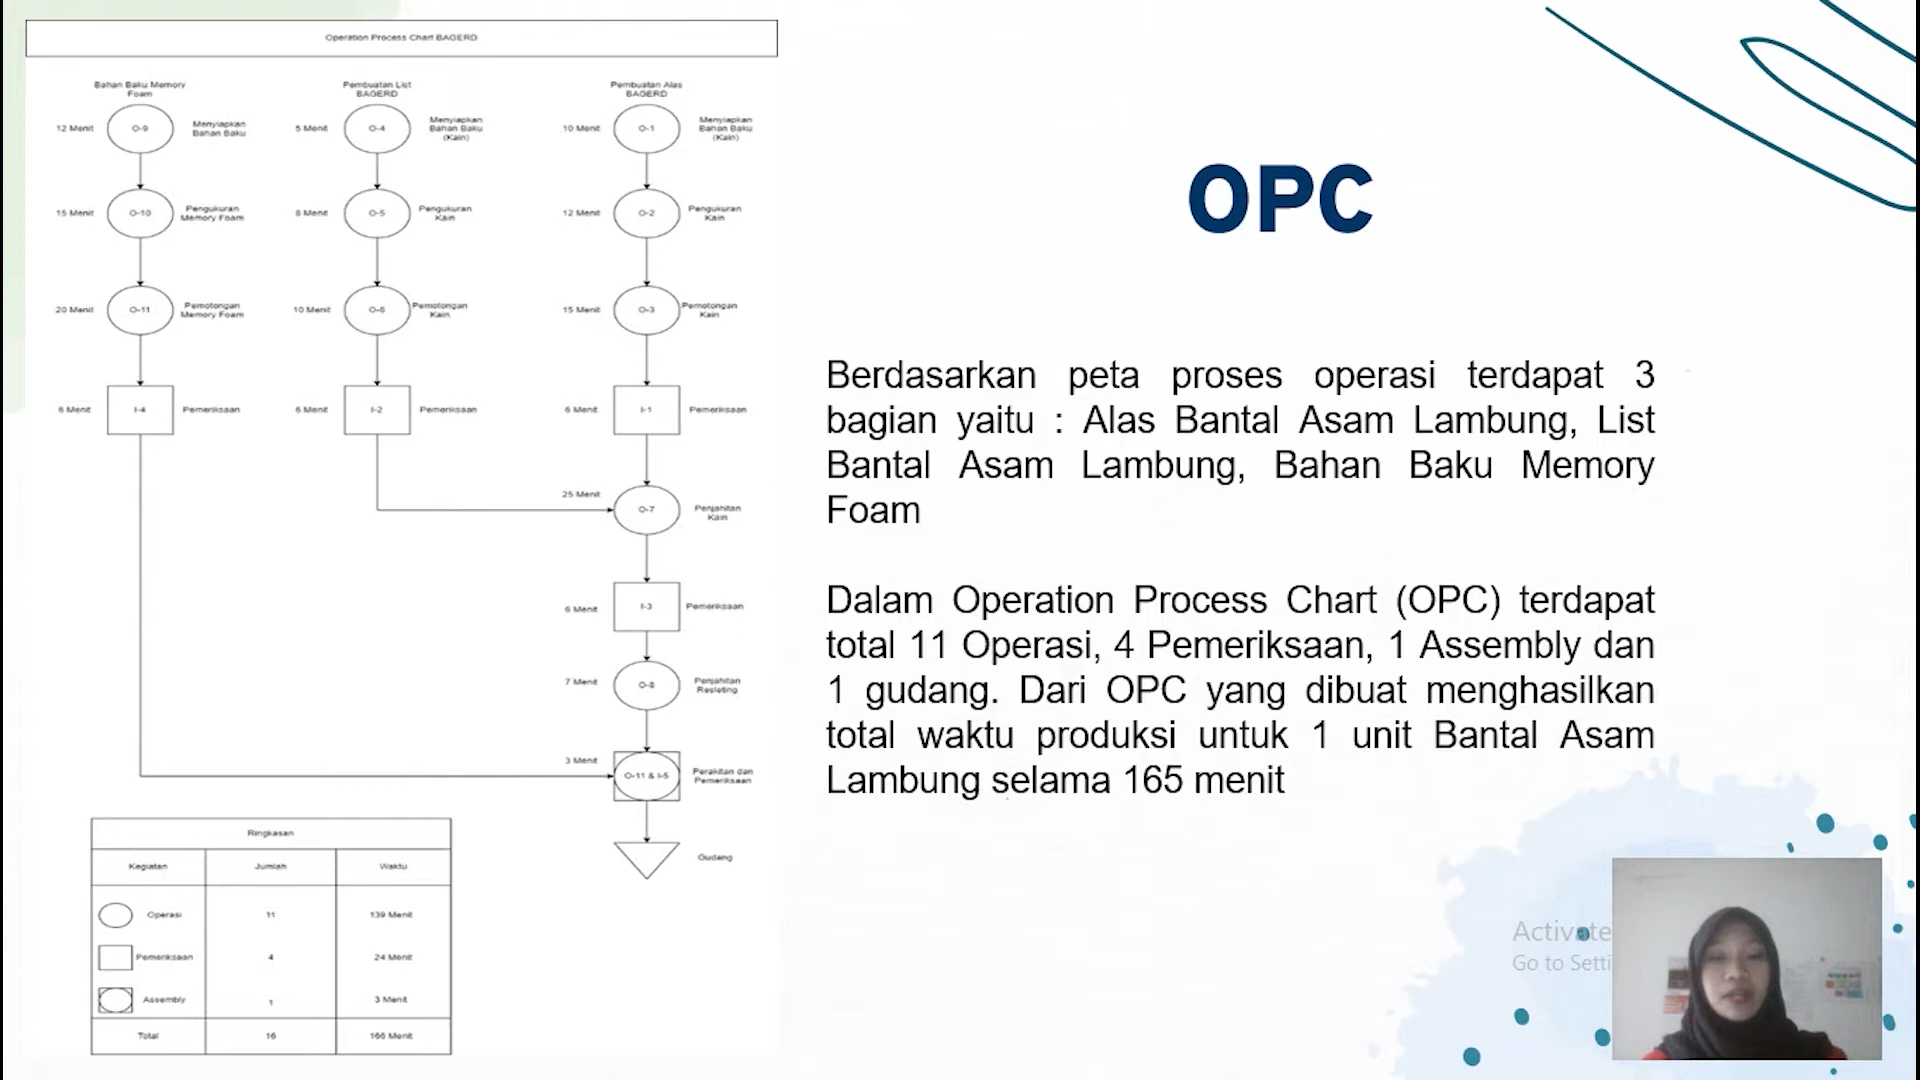 Operation Process Chart BAGERD
Bahan Baku Memory
Foam
Pembuatan List
BAGERD
Pembuatan Alas
BAGERD
12 Menit
O-9
Menyiapkan
Bahan Baku
5 Menit
O-4
Menyiapkan
Bahan Baku
(Kain)
10 Menit
O-1
Menyiapkan
Bahan Baku
(Kain)
15 Menit
O-10
Pengukuran
Memory Foam
8 Menit
O-5
Pengukuran
Kain
12 Menit
O-2
Pengukuran
Kain
20 Menit
O-11
Pemotongan
Memory Foam
10 Menit
O-6
Pemotongan
Kain
15 Menit
O-3
Pemotongan
Kain
6 Menit
I-4
Pemeriksaan
6 Menit
I-2
Pemeriksaan
6 Menit
I-1
Pemeriksaan
25 Menit
O-7
Penjahitan
Kain
6 Menit
I-3
Pemeriksaan
7 Menit
O-8
Penjahitan
Resleting
3 Menit
O-11 & I-5
Perakitan dan
Pemeriksaan
Gudang
Ringkasan
Kegiatan
Jumlah
Waktu
Operasi
11
139 Menit
Pemeriksaan
4
24 Menit
Assembly
1
3 Menit
Total
16
166 Menit
OPC
Berdasarkan peta proses operasi terdapat 3
bagian yaitu : Alas Bantal Asam Lambung, List
Bantal Asam Lambung, Bahan Baku Memory
Foam
Dalam Operation Process Chart (OPC) terdapat
total 11 Operasi, 4 Pemeriksaan, 1 Assembly dan
1 gudang. Dari OPC yang dibuat menghasilkan
total waktu produksi untuk 1 unit Bantal Asam
Lambung selama 165 menit
Activate
Go to Setti